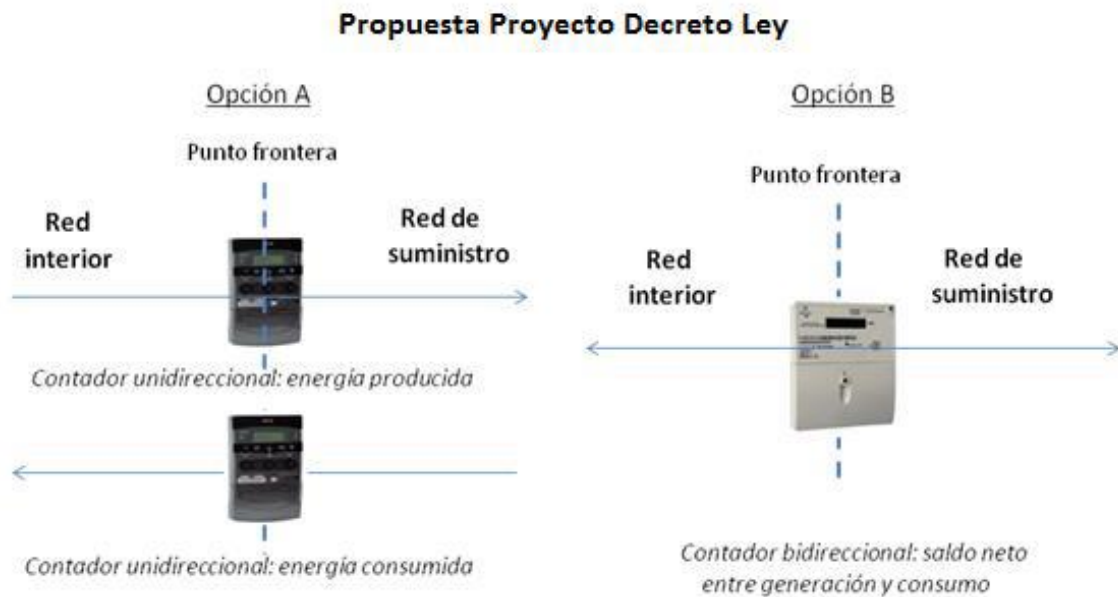 Propuesta Proyecto Decreto Ley
Opción A
Punto frontera
Red
interior
Red de
suministro
Contador unidireccional: energía producida
Contador unidireccional: energía consumida
Opción B
Punto frontera
Red
interior
Red de
suministro
Contador bidireccional: saldo neto
entre generación y consumo